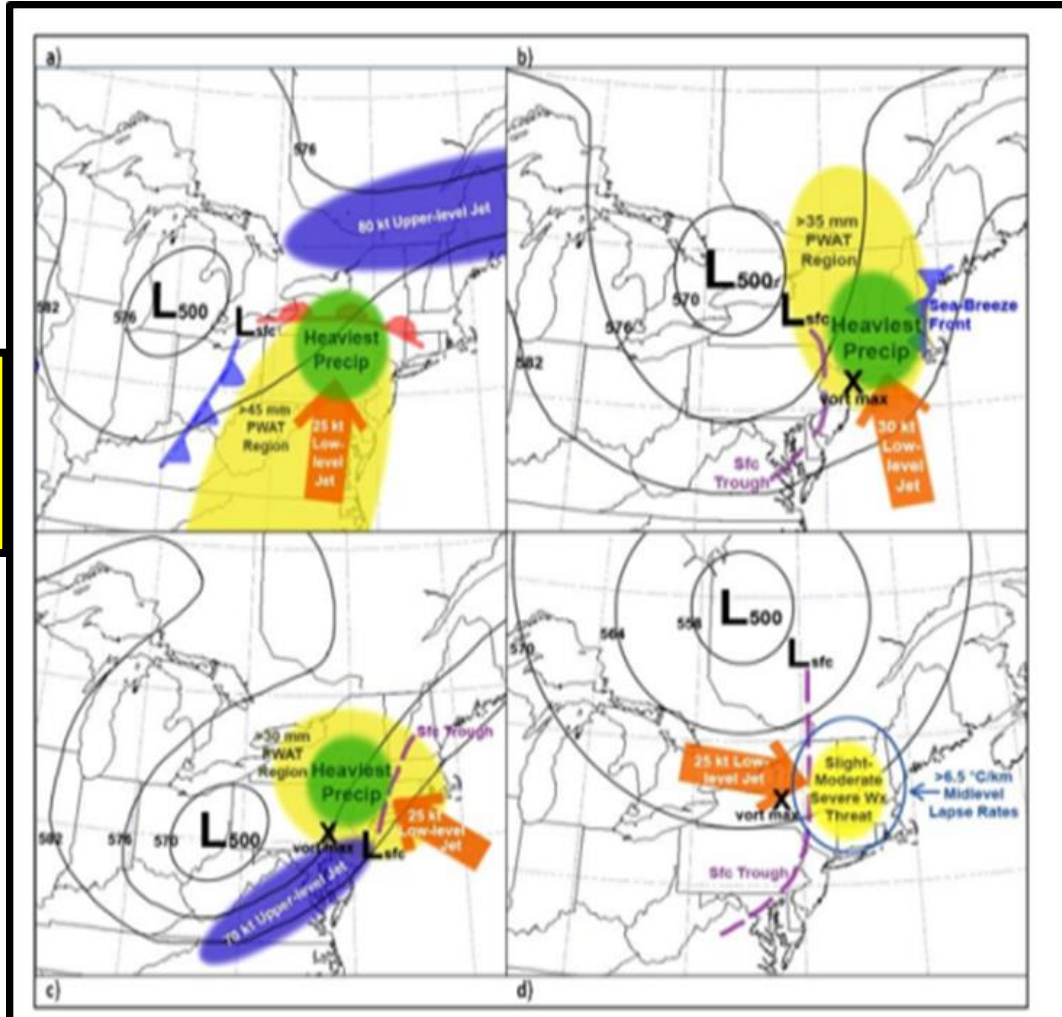 a)
576
80 kt Upper-level Jet
582
576
L500
Lsfc
Heaviest
Precip
>45 mm
PWAT
Region
25 kt
Low-
level
Jet
b)
>35 mm
PWAT
Region
L500
570
576
582
Lsfc
Sea-Breeze
Front
Heaviest
Precip
X
vort max
30 kt
Low-
level
Jet
Sfc
Trough
Sfc Trough
>30 mm
PWAT
Region
Heaviest
Precip
25 kt
Low-level
Jet
582
576
570
L500
X
vort max
Lsfc
70 kt Upper-level Jet
c)
L500
558
564
570
Lsfc
25 kt Low-
level Jet
Slight-
Moderate
Severe Wx
Threat
>6.5 °C/km
Midlevel
Lapse Rates
X
vort max
Sfc Trough
d)